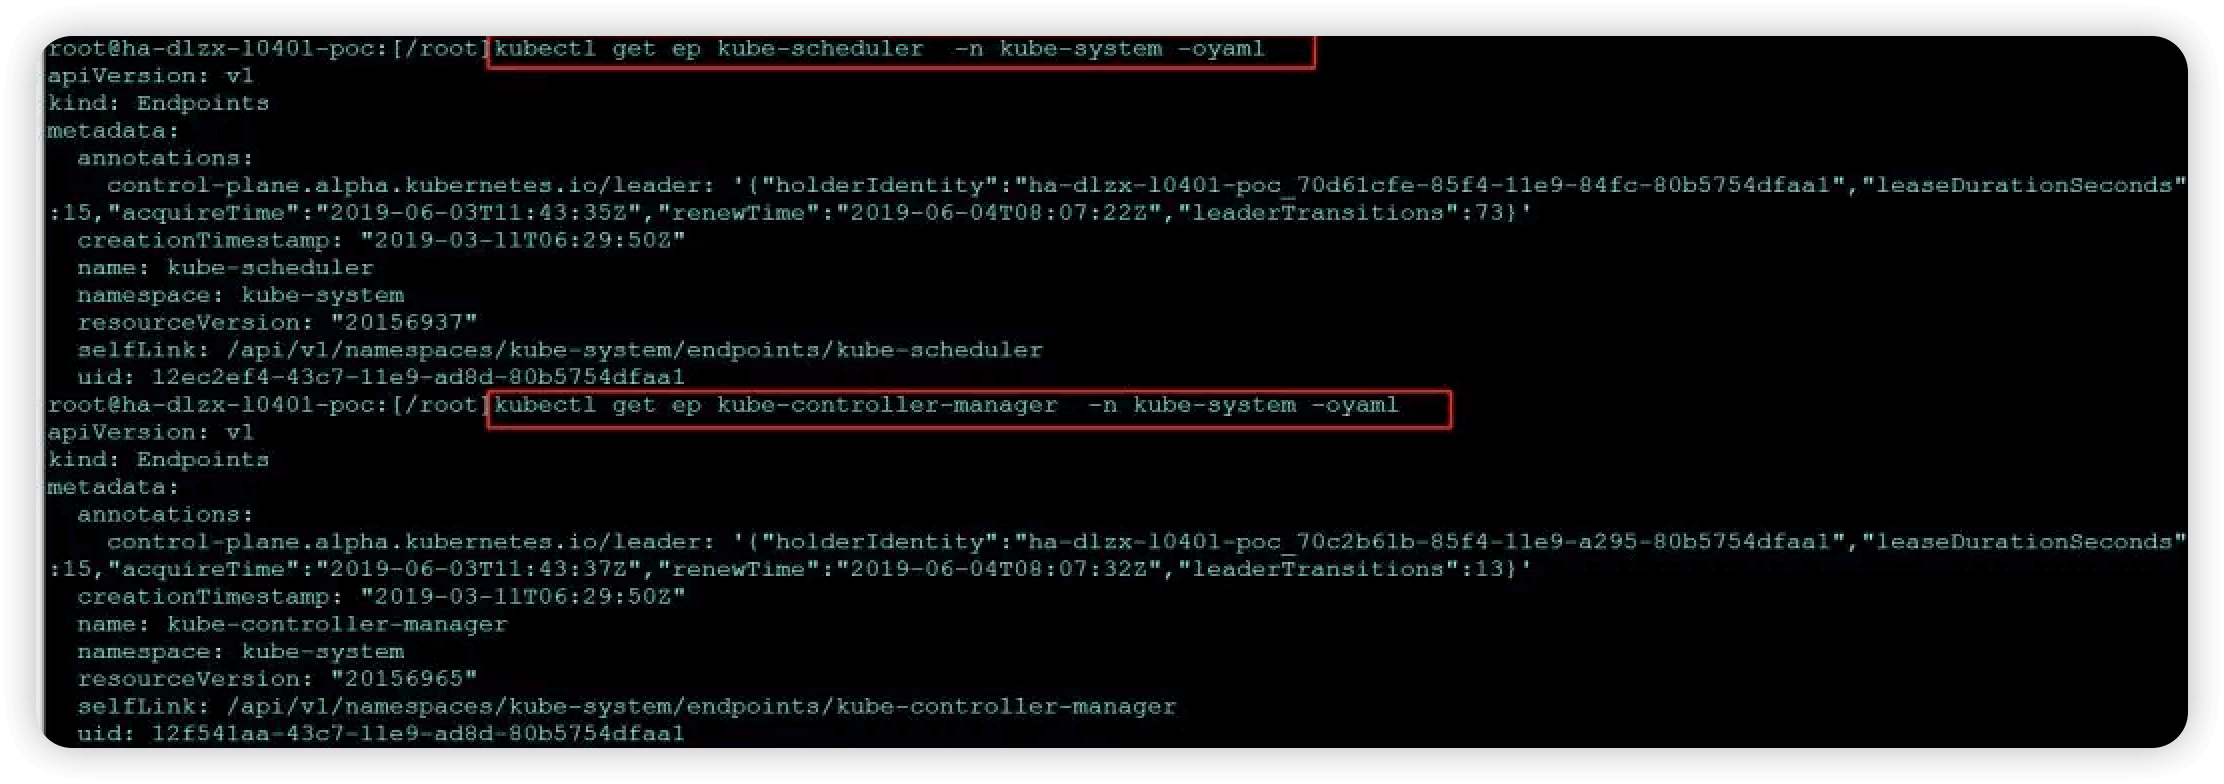 root@ha-dlzx-l0401-poc:[/root]kubectl get ep kube-scheduler  -n kube-system -oyaml
apiVersion: v1
kind: Endpoints
metadata:
  annotations:
    control-plane.alpha.kubernetes.io/leader: '{"holderIdentity":"ha-dlzx-l0401-poc_70d61cfe-85f4-11e9-84fc-80b5754dfaa1","leaseDurationSeconds"
:15,"acquireTime":"2019-06-03T11:43:35Z","renewTime":"2019-06-04T08:07:22Z","leaderTransitions":73}'
  creationTimestamp: "2019-03-11T06:29:50Z"
  name: kube-scheduler
  namespace: kube-system
  resourceVersion: "20156937"
  selfLink: /api/v1/namespaces/kube-system/endpoints/kube-scheduler
  uid: 12ec2ef4-43c7-11e9-ad8d-80b5754dfaa1
root@ha-dlzx-l0401-poc:[/root]kubectl get ep kube-controller-manager  -n kube-system -oyaml
apiVersion: v1
kind: Endpoints
metadata:
  annotations:
    control-plane.alpha.kubernetes.io/leader: '{"holderIdentity":"ha-dlzx-l0401-poc_70c2b61b-85f4-11e9-a295-80b5754dfaa1","leaseDurationSeconds"
:15,"acquireTime":"2019-06-03T11:43:37Z","renewTime":"2019-06-04T08:07:32Z","leaderTransitions":13}'
  creationTimestamp: "2019-03-11T06:29:50Z"
  name: kube-controller-manager
  namespace: kube-system
  resourceVersion: "20156965"
  selfLink: /api/v1/namespaces/kube-system/endpoints/kube-controller-manager
  uid: 12f541aa-43c7-11e9-ad8d-80b5754dfaa1